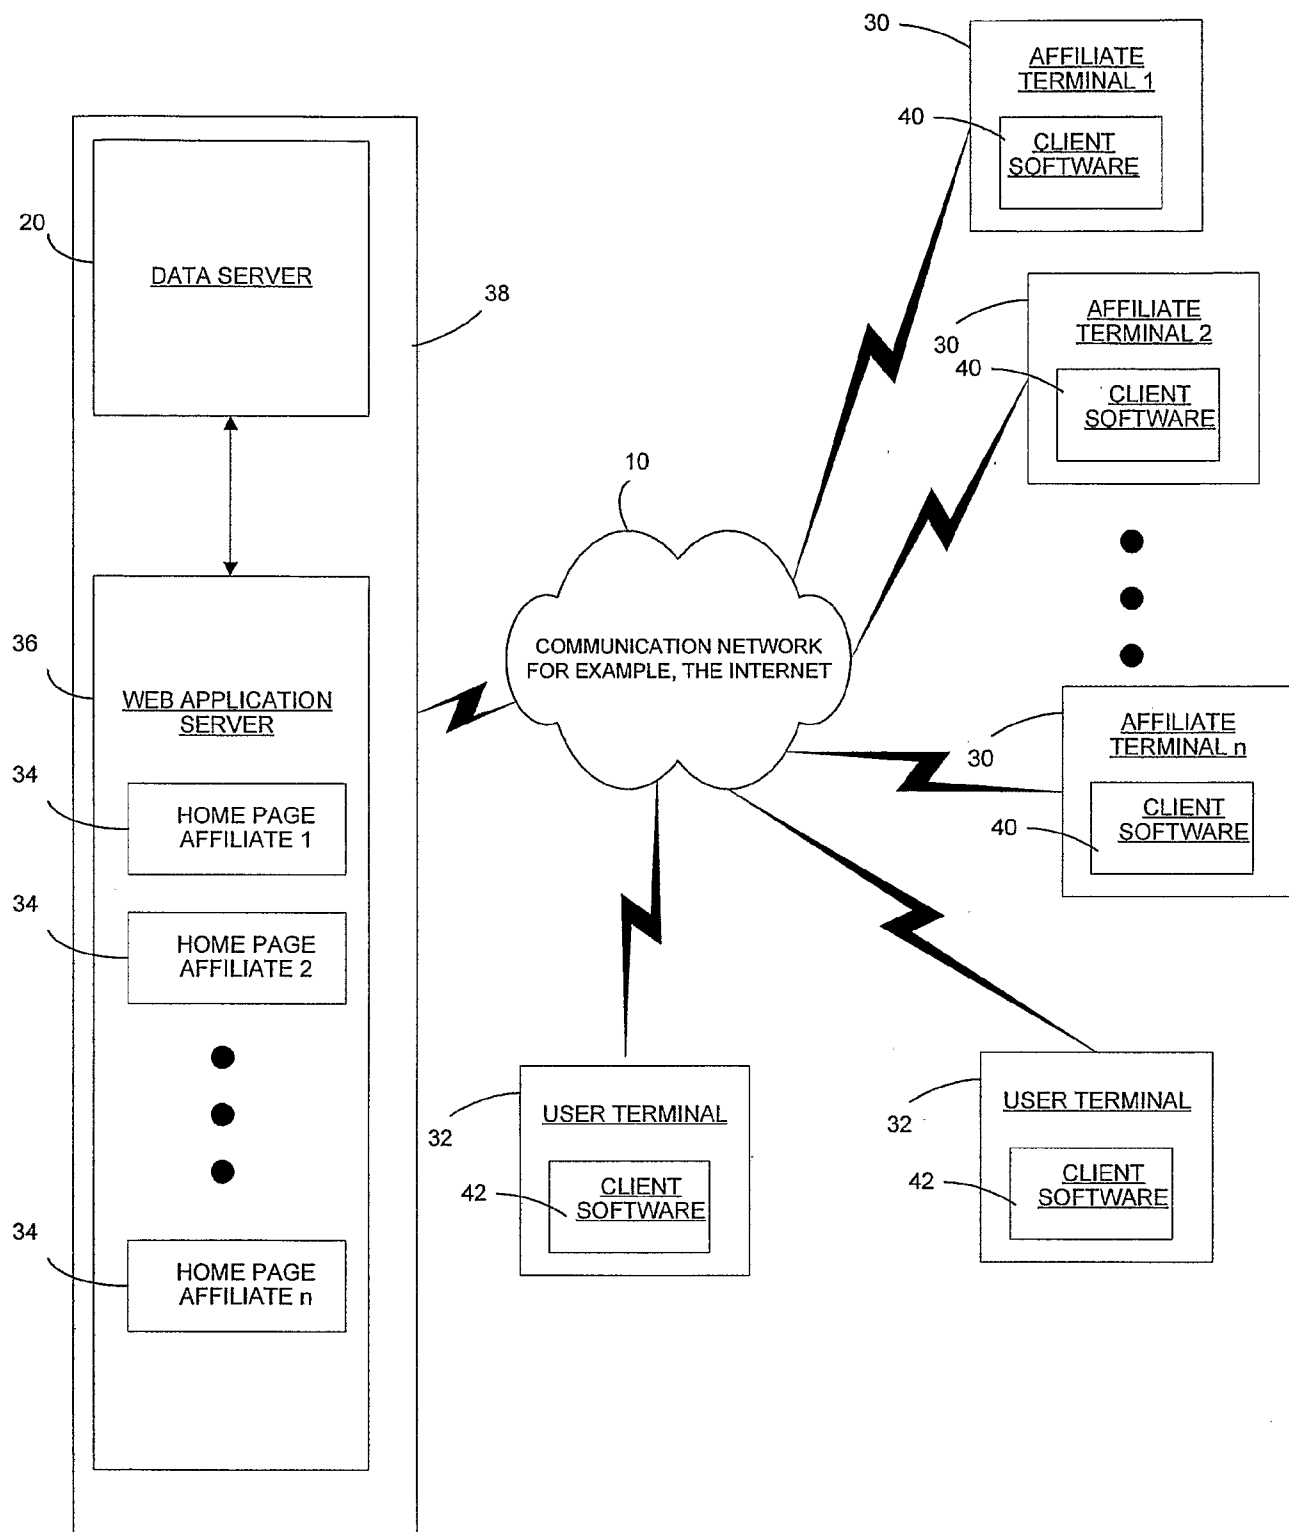 20
DATA SERVER
38
36
WEB APPLICATION
SERVER
34
HOME PAGE
AFFILIATE 1
34
HOME PAGE
AFFILIATE 2
34
HOME PAGE
AFFILIATE n
10
COMMUNICATION NETWORK
FOR EXAMPLE, THE INTERNET
30
AFFILIATE
TERMINAL 1
40
CLIENT
SOFTWARE
30
AFFILIATE
TERMINAL 2
40
CLIENT
SOFTWARE
30
AFFILIATE
TERMINAL n
40
CLIENT
SOFTWARE
32
USER TERMINAL
42
CLIENT
SOFTWARE
32
USER TERMINAL
42
CLIENT
SOFTWARE